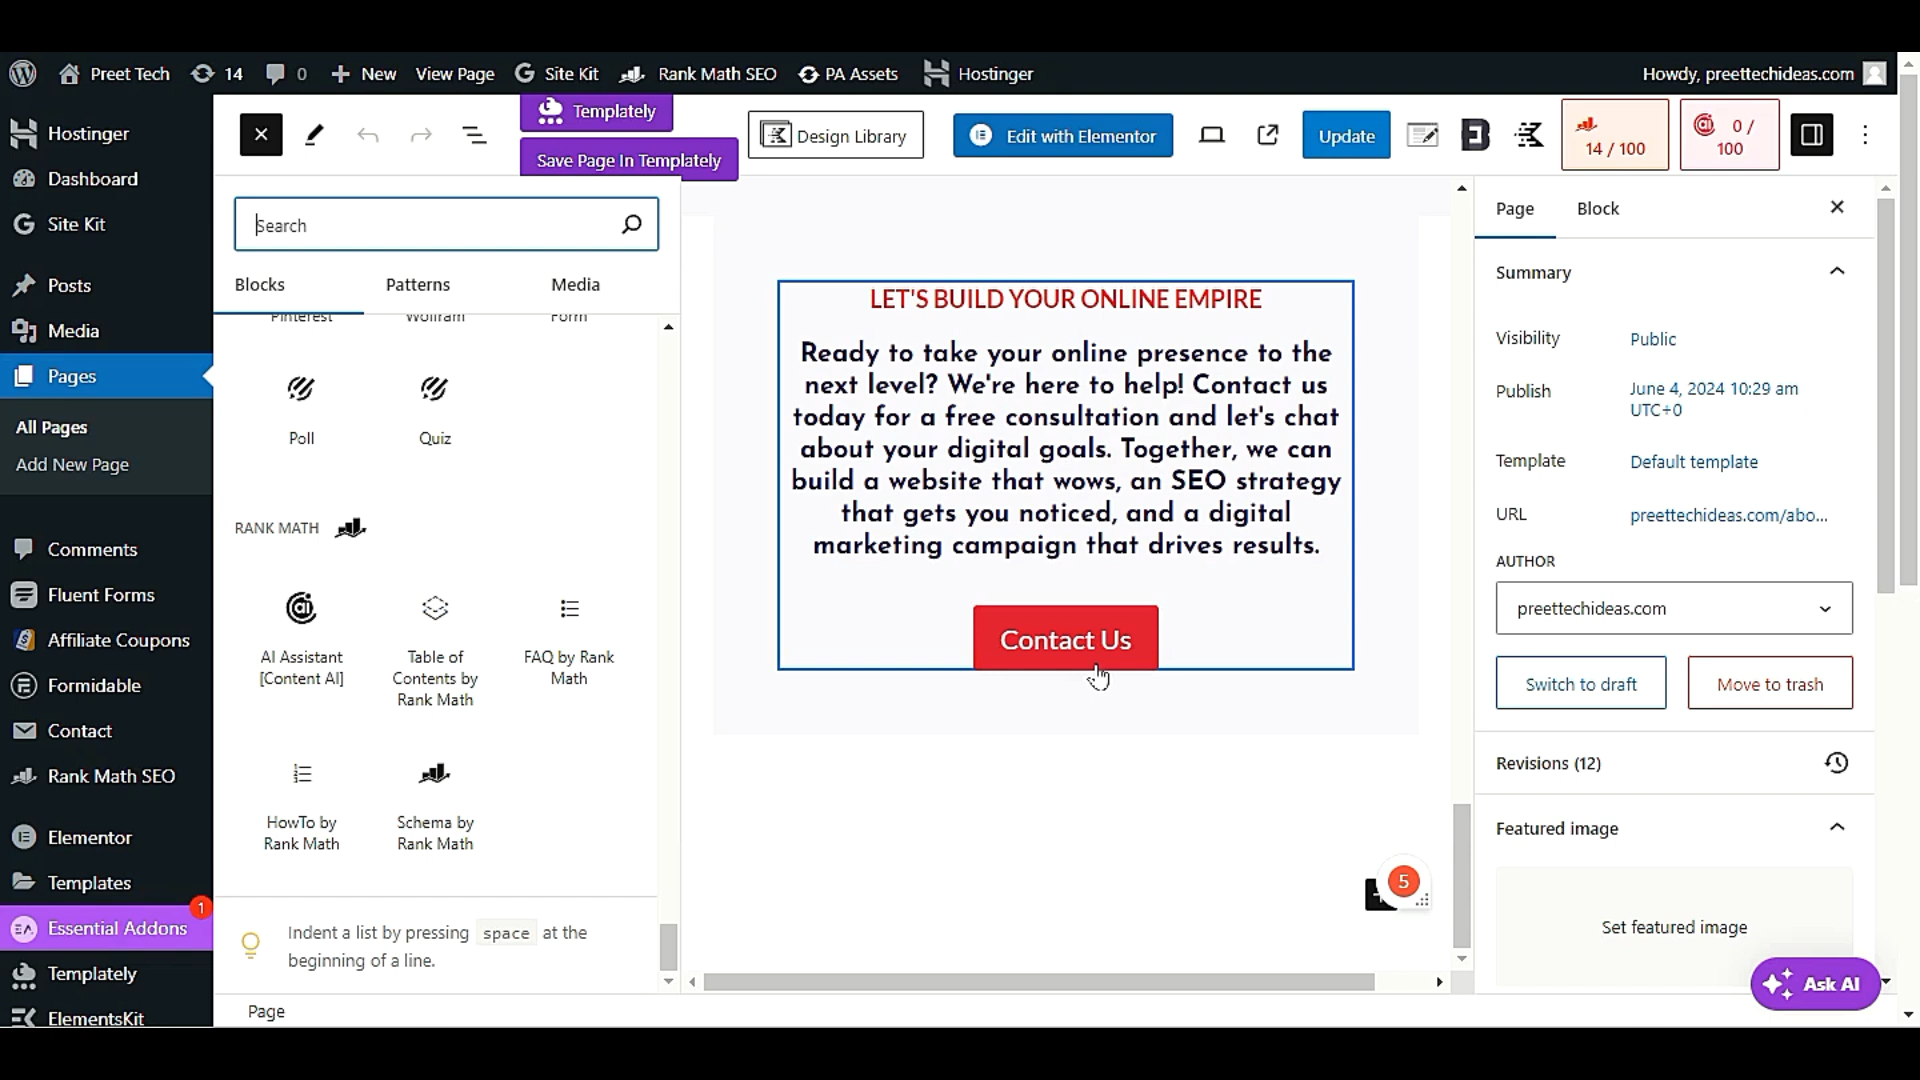 Preet Tech
14
0
New
View Page
Site Kit
Rank Math SEO
PA Assets
Hostinger
Howdy, preettechideas.com
Hostinger
Dashboard
Site Kit
Posts
Media
Pages
All Pages
Add New Page
Comments
Fluent Forms
Affiliate Coupons
Formidable
Contact
Rank Math SEO
Elementor
Templates
Essential Addons
1
Templately
ElementsKit
Templately
Save Page In Templately
Design Library
Edit with Elementor
Update
14 / 100
0 /
100
Search
Blocks
Patterns
Media
Pinterest
Wolfram
Form
Poll
Quiz
RANK MATH
AI Assistant
[Content AI]
Table of
Contents by
Rank Math
FAQ by Rank
Math
HowTo by
Rank Math
Schema by
Rank Math
Indent a list by pressing space at the
beginning of a line.
Page
LET'S BUILD YOUR ONLINE EMPIRE
Ready to take your online presence to the
next level? We're here to help! Contact us
today for a free consultation and let's chat
about your digital goals. Together, we can
build a website that wows, an SEO strategy
that gets you noticed, and a digital
marketing campaign that drives results.
Contact Us
5
Page
Block
Summary
Visibility
Public
Publish
June 4, 2024 10:29 am
UTC+0
Template
Default template
URL
preettechideas.com/abo...
AUTHOR
preettechideas.com
Switch to draft
Move to trash
Revisions (12)
Featured image
Set featured image
Ask AI